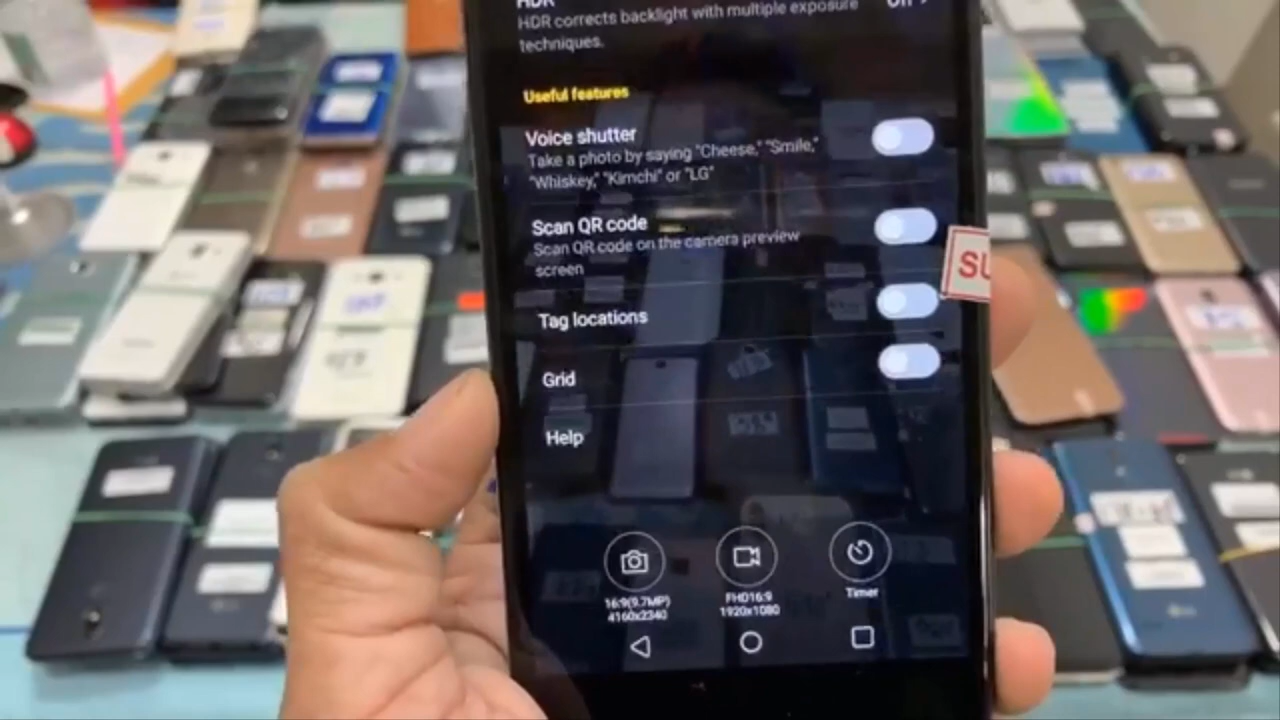 HDR
HDR corrects backlight with multiple exposure
techniques.
Useful features
Voice shutter
Take a photo by saying "Cheese," "Smile,"
"Whiskey," "Kimchi" or "LG"
Scan QR code
Scan QR code on the camera preview
screen
SU
Tag locations
Grid
Help
16:9(9.7MP)
4160x2340
FHD16:9
1920x1080
Timer